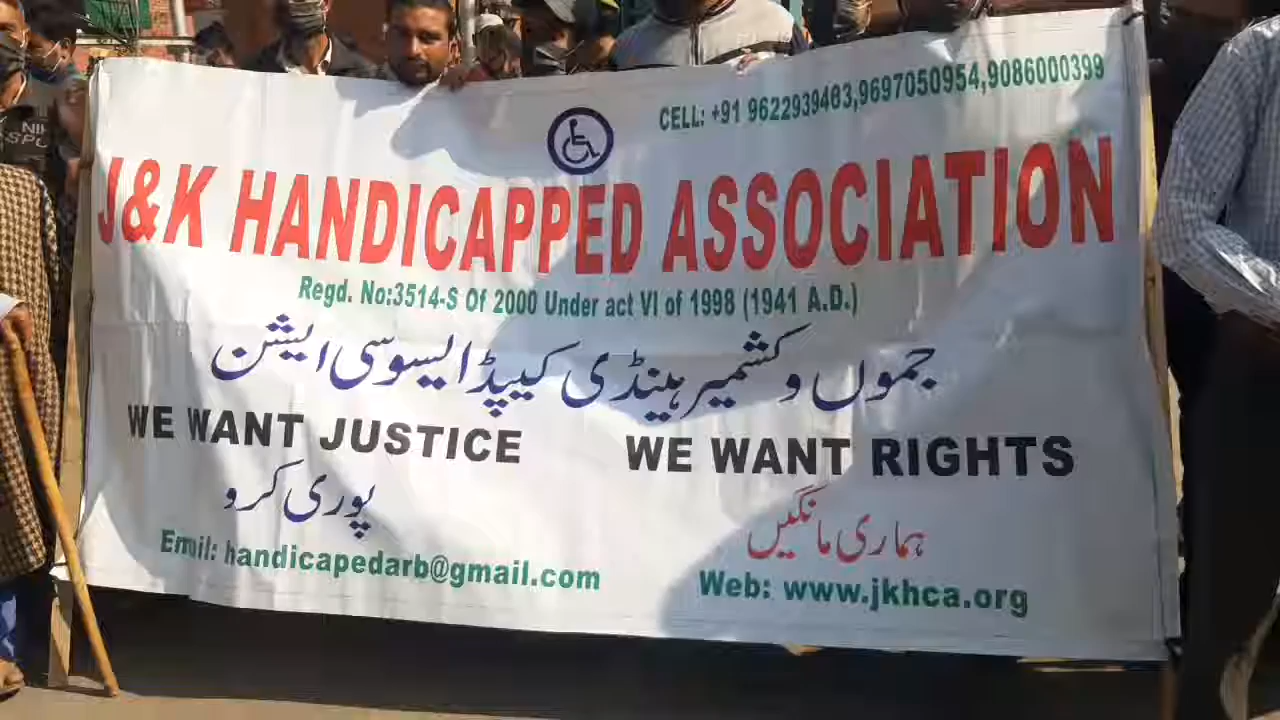 CELL: +91 9622939463,9697050954,9086000399
J&K HANDICAPPED ASSOCIATION
Regd. No:3514-S Of 2000 Under act VI of 1998 (1941 A.D.)
جموں و کشمیر ہینڈی کیپڈ ایسوسی ایشن
WE WANT JUSTICE WE WANT RIGHTS
ہماری مانگیں پوری کرو
Email: handicapedarb@gmail.com
Web: www.jkhca.org